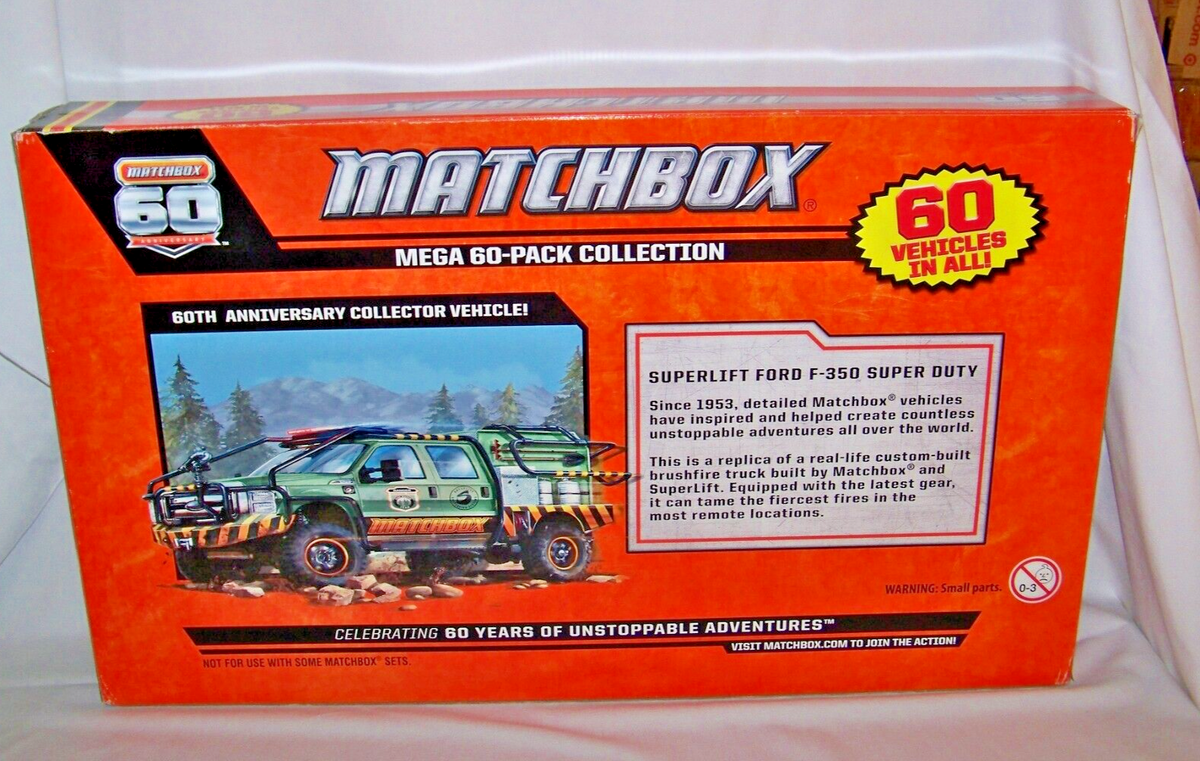 MATCHBOX
60
ANNIVERSARY™
MATCHBOX®
MEGA 60-PACK COLLECTION
60
VEHICLES
IN ALL!
60TH ANNIVERSARY COLLECTOR VEHICLE!
MATCHBOX
SUPERLIFT FORD F-350 SUPER DUTY
Since 1953, detailed Matchbox® vehicles
have inspired and helped create countless
unstoppable adventures all over the world.
This is a replica of a real-life custom-built
brushfire truck built by Matchbox® and
SuperLift. Equipped with the latest gear,
it can tame the fiercest fires in the
most remote locations.
WARNING: Small parts.
0-3
CELEBRATING 60 YEARS OF UNSTOPPABLE ADVENTURES™
VISIT MATCHBOX.COM TO JOIN THE ACTION!
NOT FOR USE WITH SOME MATCHBOX® SETS.